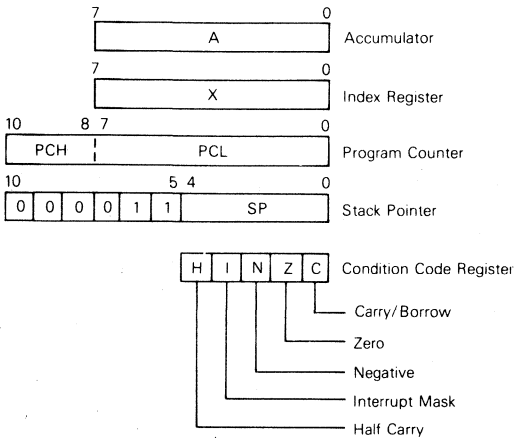 7 0
A Accumulator
7 0
X Index Register
10 8 7 0
PCH PCL Program Counter
10 5 4 0
0 0 0 0 1 1 SP Stack Pointer
H I N Z C Condition Code Register
Carry/Borrow
Zero
Negative
Interrupt Mask
Half Carry